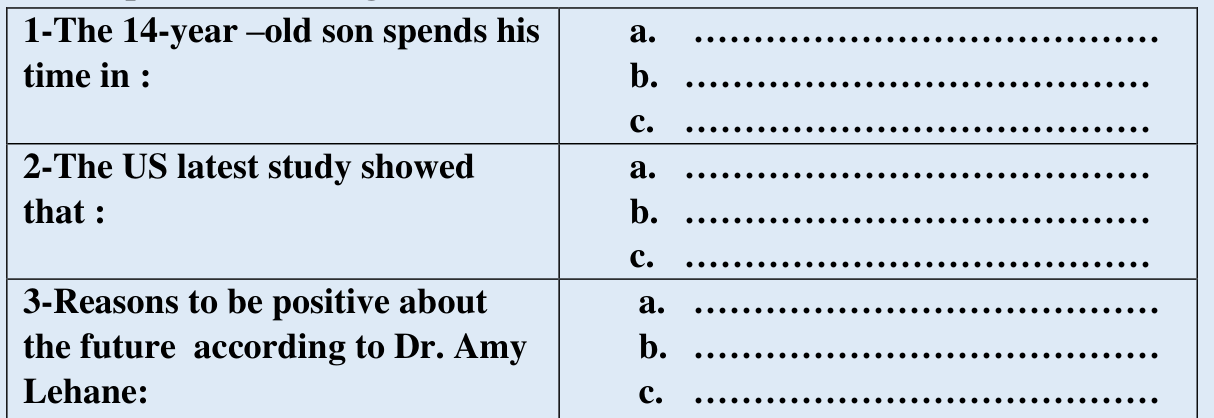 1-The 14-year –old son spends his
time in :
a. ……………………………………
b. ……………………………………
c. ……………………………………
2-The US latest study showed
that :
a. ……………………………………
b. ……………………………………
c. ……………………………………
3-Reasons to be positive about
the future according to Dr. Amy
Lehane:
a. ……………………………………
b. ……………………………………
c. ……………………………………